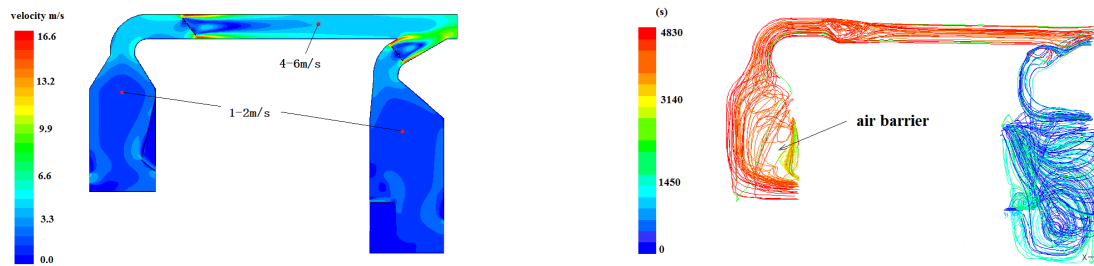 velocity m/s
16.6
13.2
9.9
6.6
3.3
0.0
4-6m/s
1-2m/s
(s)
4830
3140
1450
0
air barrier
X